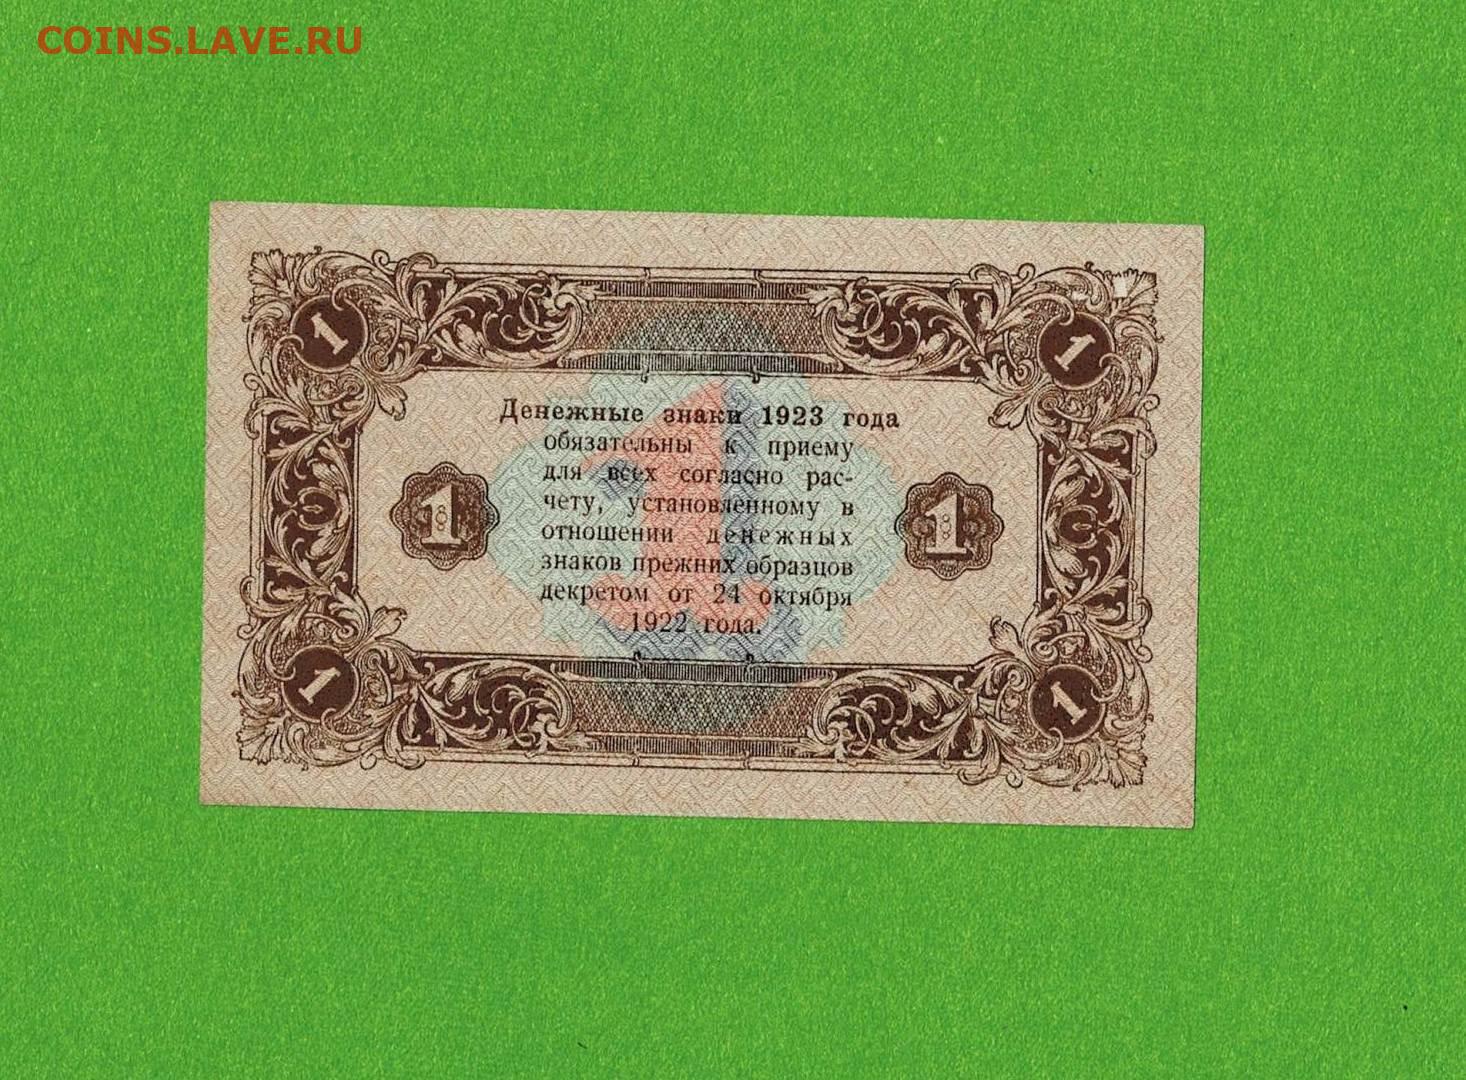 COINS.LAVE.RU
1 1
Денежные знаки 1923 года
обязательны к приему
для всех согласно рас-
чету, установленному в
1 1
отношении денежных
знаков прежних образцов
декретом от 24 октября
1922 года.
1 1